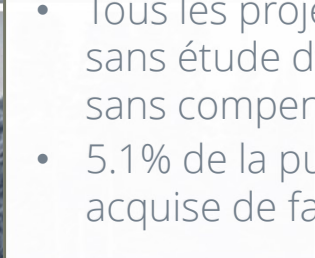 • Tous les proje
sans étude d
sans compen
• 5.1% de la pu
acquise de fa